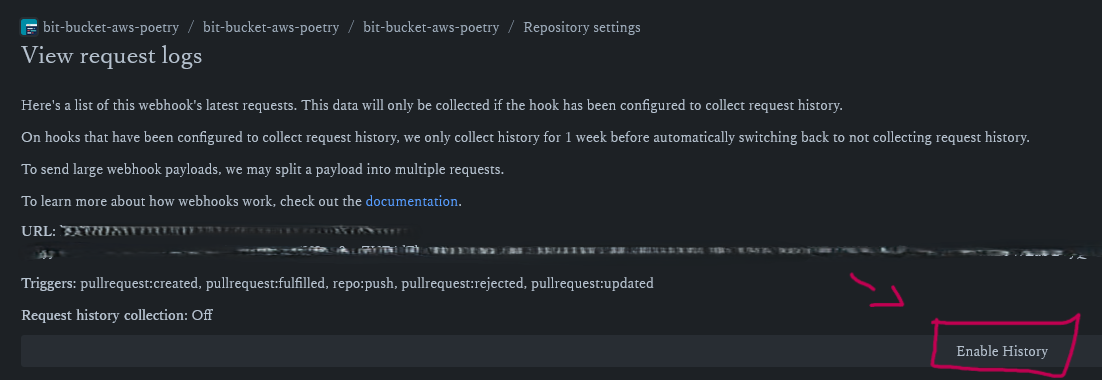 bit-bucket-aws-poetry / bit-bucket-aws-poetry / bit-bucket-aws-poetry / Repository settings
View request logs
Here's a list of this webhook's latest requests. This data will only be collected if the hook has been configured to collect request history.
On hooks that have been configured to collect request history, we only collect history for 1 week before automatically switching back to not collecting request history.
To send large webhook payloads, we may split a payload into multiple requests.
To learn more about how webhooks work, check out the documentation.
URL:
Triggers: pullrequest:created, pullrequest:fulfilled, repo:push, pullrequest:rejected, pullrequest:updated
Request history collection: Off
Enable History